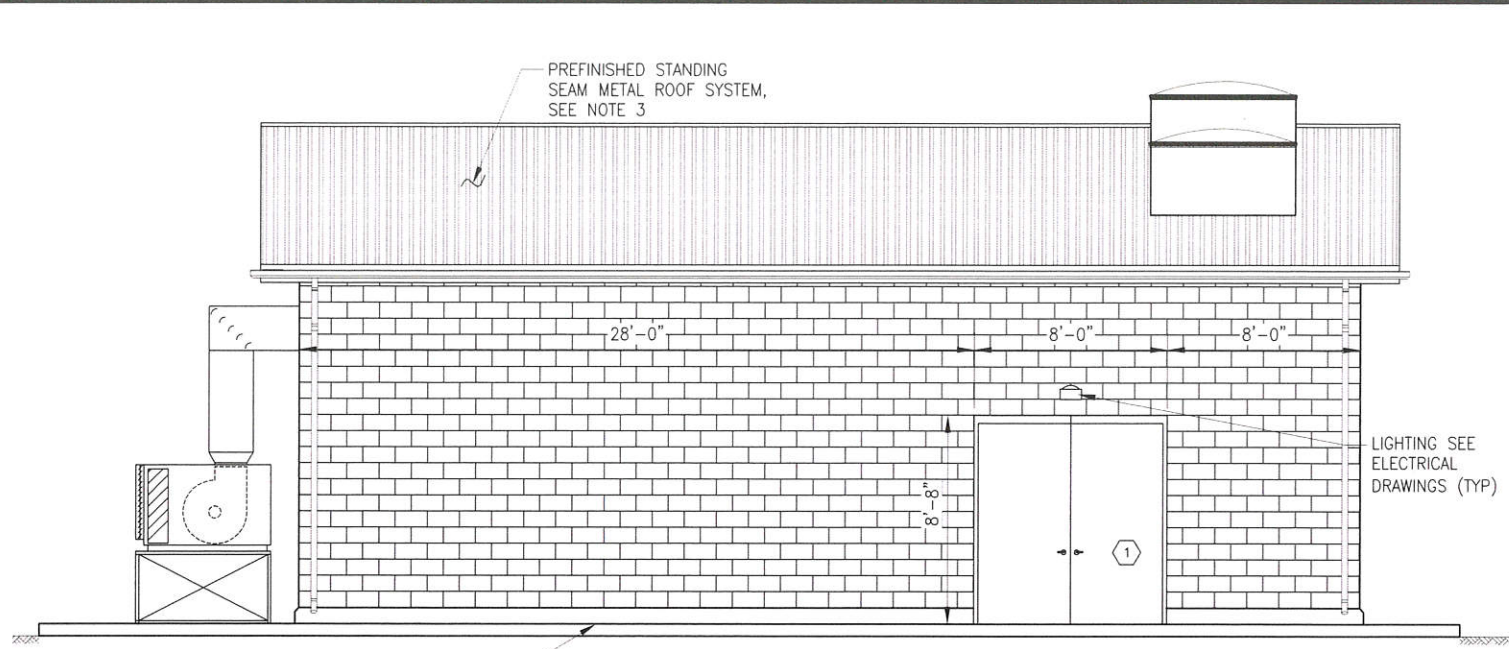 PREFINISHED STANDING
SEAM METAL ROOF SYSTEM,
SEE NOTE 3
28'-0"
8'-0"
8'-0"
LIGHTING SEE
ELECTRICAL
DRAWINGS (TYP)
8'-8"
1